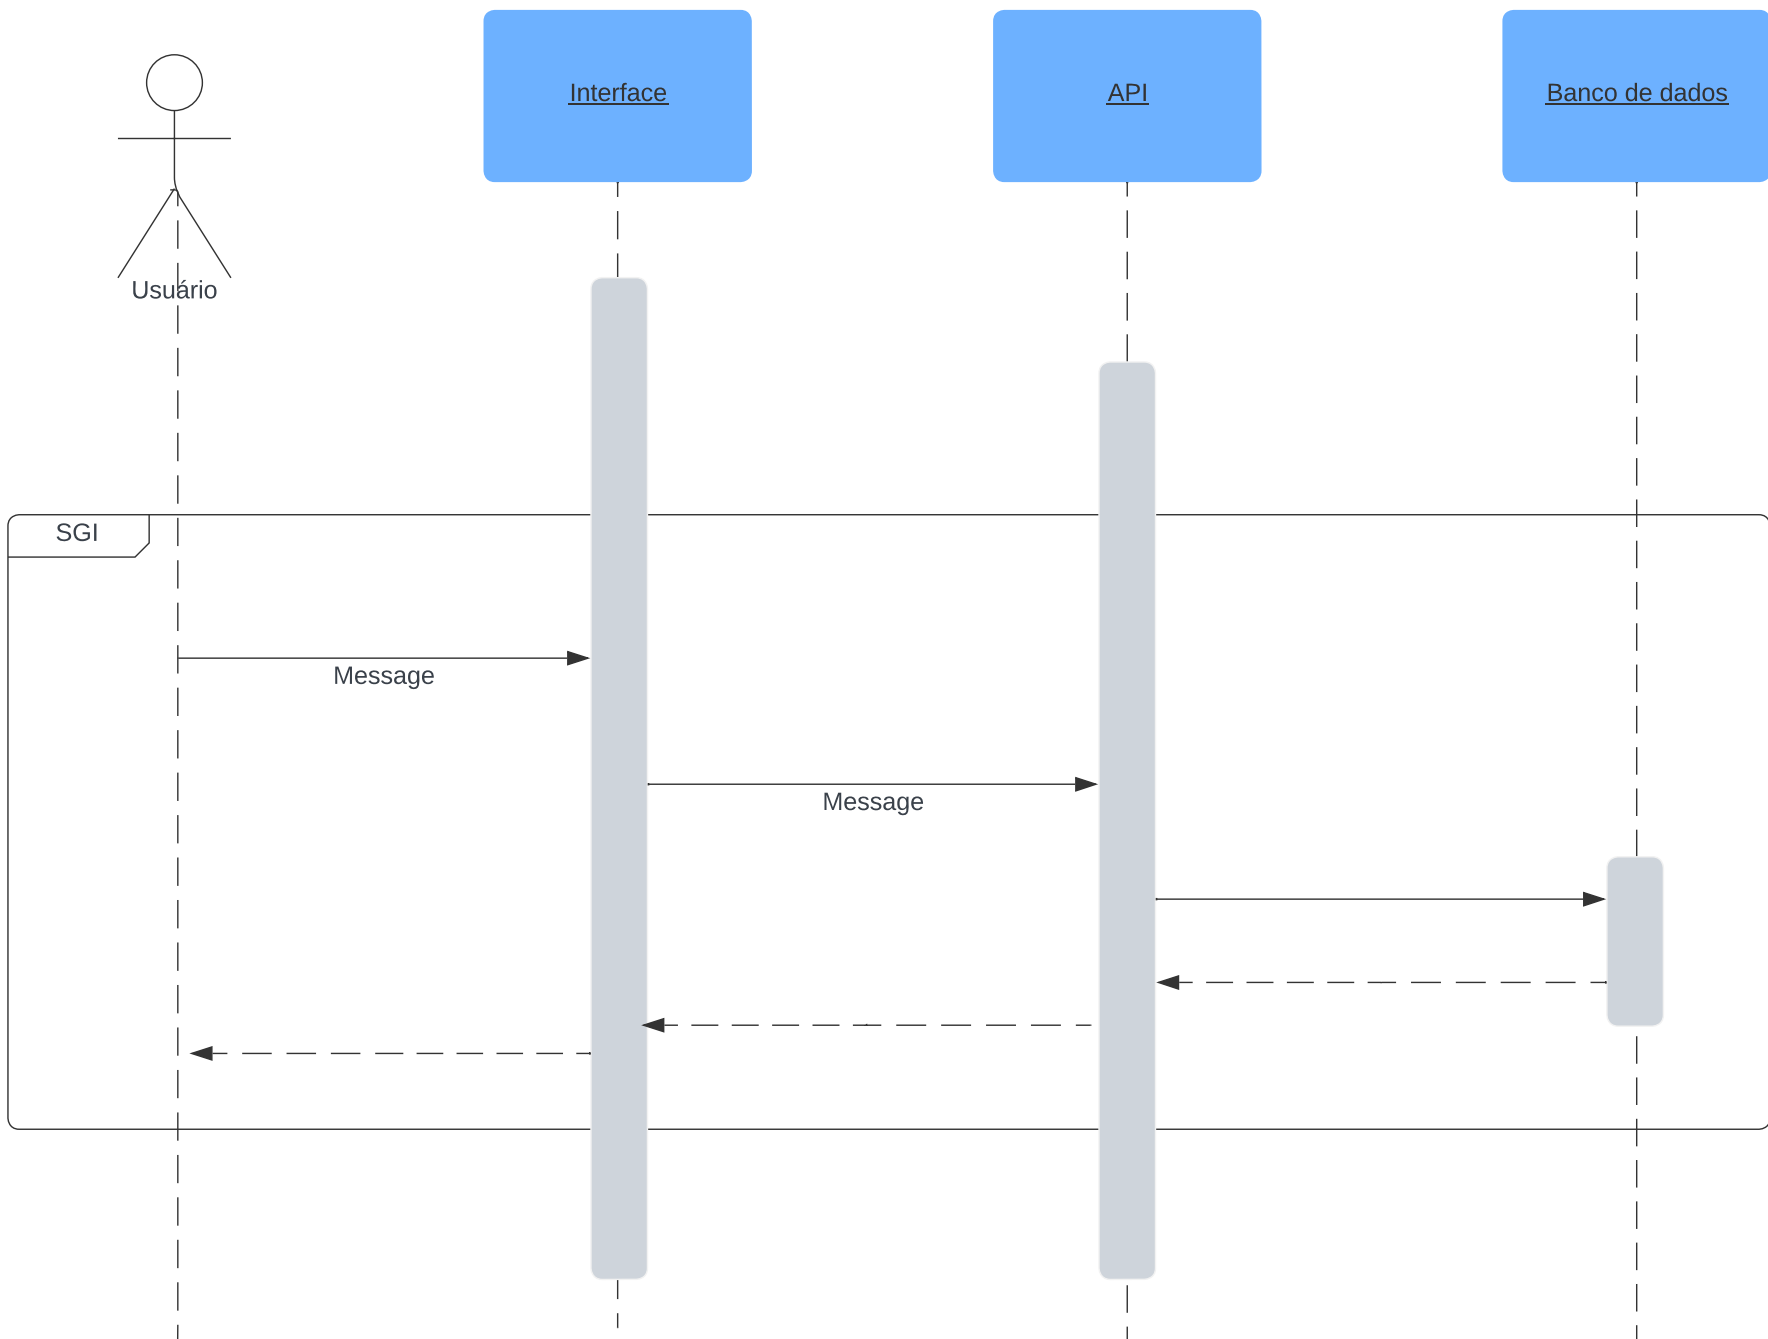 Interface
API
Banco de dados
Usuário
SGI
Message
Message